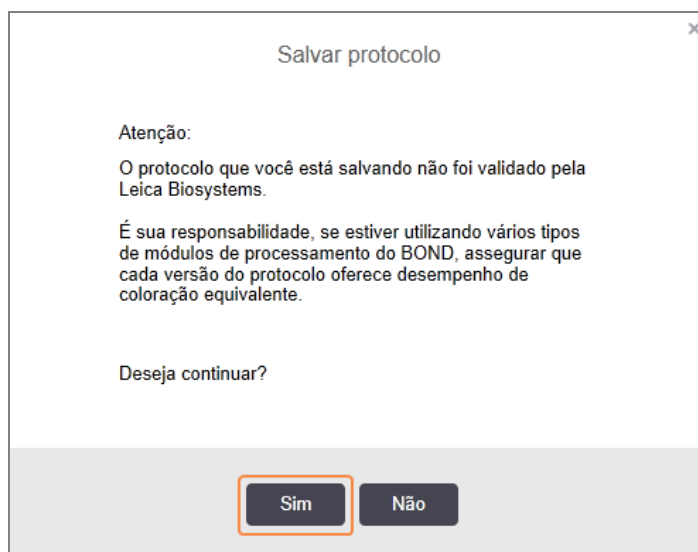 Salvar protocolo
Atenção:
O protocolo que você está salvando não foi validado pela
Leica Biosystems.
É sua responsabilidade, se estiver utilizando vários tipos
de módulos de processamento do BOND, assegurar que
cada versão do protocolo oferece desempenho de
coloração equivalente.
Deseja continuar?
Sim
Não